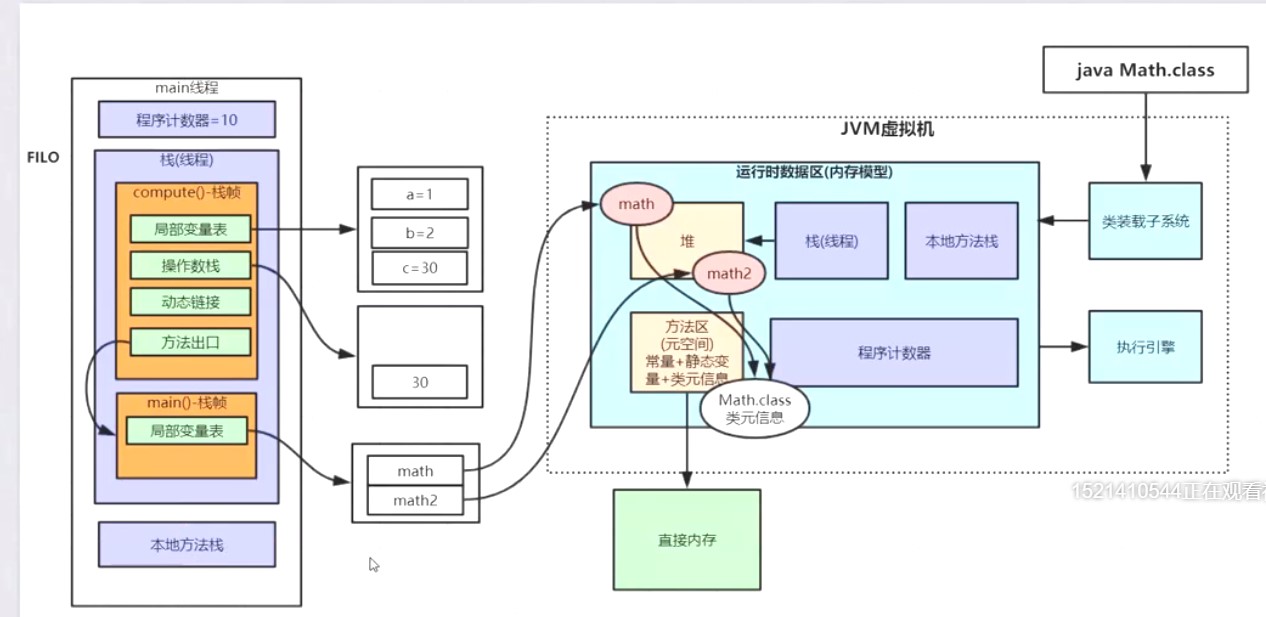 java Math.class
main线程
程序计数器=10
FILO
栈(线程)
compute()-栈帧
局部变量表
操作数栈
动态链接
方法出口
main()-栈帧
局部变量表
本地方法栈
a=1
b=2
c=30
30
math
math2
JVM虚拟机
运行时数据区(内存模型)
math
堆
math2
栈(线程)
本地方法栈
方法区
(元空间)
常量+静态变
量+类元信息
程序计数器
Math.class
类元信息
类装载子系统
执行引擎
直接内存
1521410544正在观看